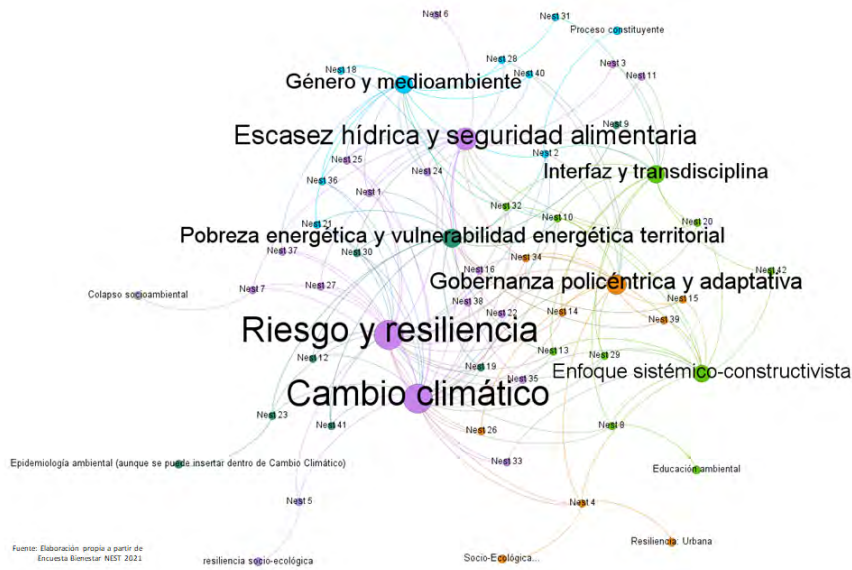 Nest 6
Nest 31
Proceso constituyente
Nest 28
Nest 3
Nest 18
Nest 40
Nest 11
Género y medioambiente
Nest 9
Escasez hídrica y seguridad alimentaria
Nest 2
Nest 25
Nest 24
Interfaz y transdisciplina
Nest 36
Nest 1
Nest 32
Nest 10
Nest 20
Nest 21
Pobreza energética y vulnerabilidad energética territorial
Nest 37
Nest 30
Nest 34
Nest 16
Nest 42
Gobernanza policéntrica y adaptativa
Colapso socioambiental
Nest 7
Nest 27
Nest 38
Nest 15
Nest 22
Nest 14
Nest 39
Riesgo y resiliencia
Nest 12
Nest 13
Nest 29
Nest 19
Enfoque sistémico-constructivista
Nest 35
Cambio climático
Nest 23
Nest 41
Nest 26
Nest 8
Epidemiología ambiental (aunque se puede insertar dentro de Cambio Climático)
Nest 33
Educación ambiental
Nest 5
Nest 4
Resiliencia: Urbana
Fuente: Elaboración propia a partir de
Encuesta Bienestar NEST 2021
resiliencia socio-ecológica
Socio-Ecológica...